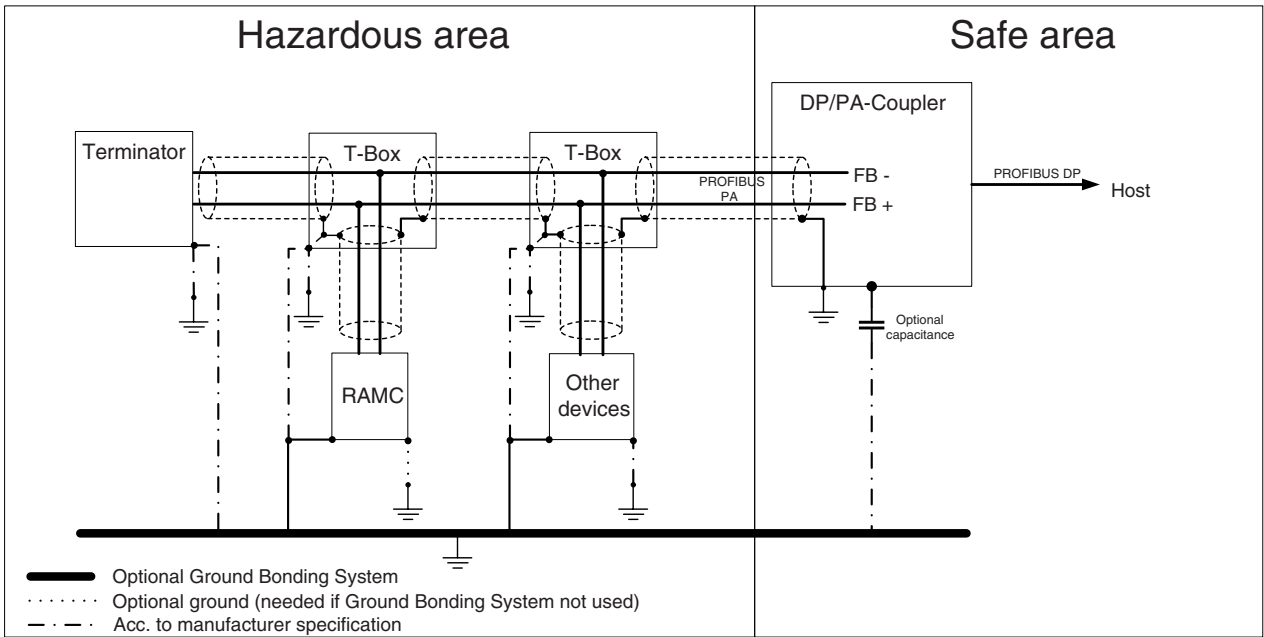 Hazardous area
Safe area
DP/PA-Coupler
Terminator
T-Box
T-Box
FB -
PROFIBUS
PA
FB +
PROFIBUS DP
Host
Optional
capacitance
RAMC
Other
devices
Optional Ground Bonding System
Optional ground (needed if Ground Bonding System not used)
Acc. to manufacturer specification